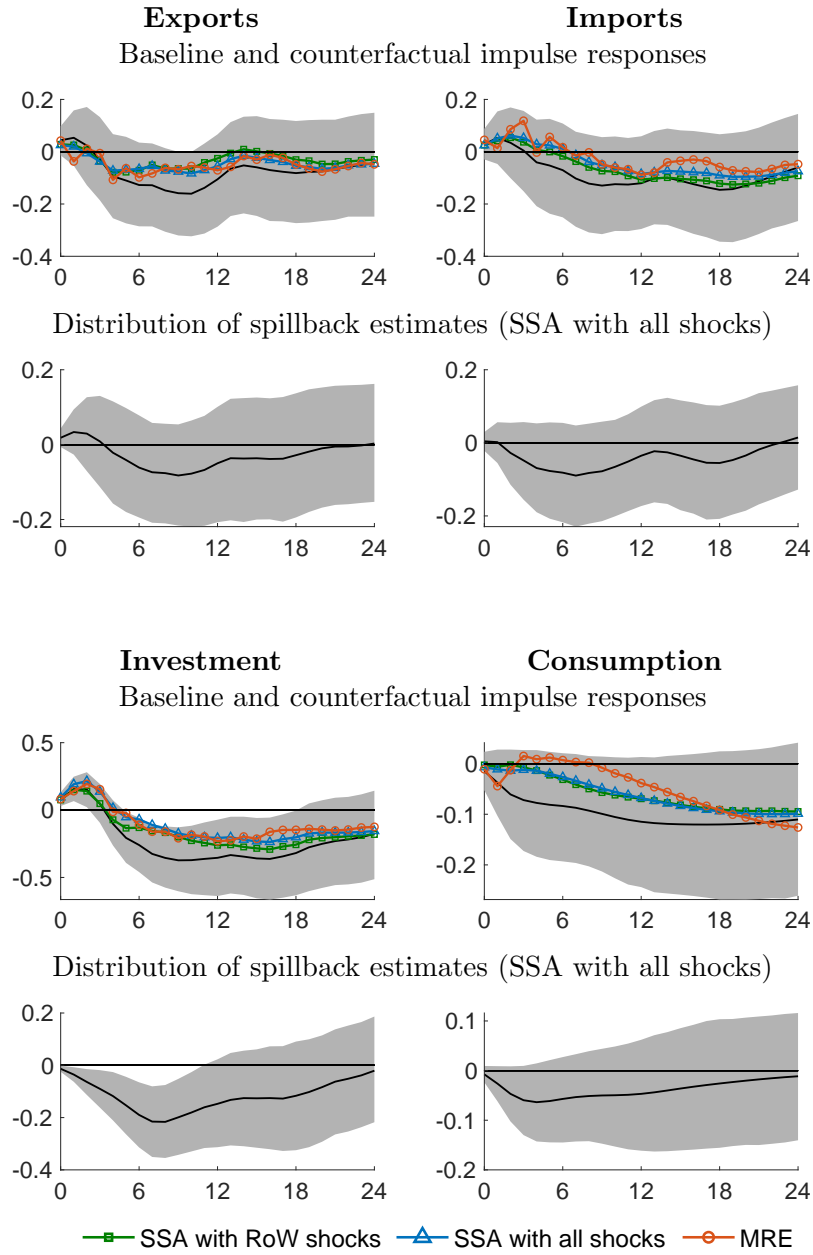 Exports Imports
Baseline and counterfactual impulse responses
0.2 0.2
0 0
-0.2 -0.2
-0.4 -0.4
0 6 12 18 24 0 6 12 18 24
Distribution of spillback estimates (SSA with all shocks)
0.2 0.2
0 0
-0.2 -0.2
0 6 12 18 24 0 6 12 18 24
Investment Consumption
Baseline and counterfactual impulse responses
0.5 0
0 -0.1
-0.5 -0.2
0 6 12 18 24 0 6 12 18 24
Distribution of spillback estimates (SSA with all shocks)
0.2 0.1
0 0
-0.2 -0.1
-0.4 -0.2
0 6 12 18 24 0 6 12 18 24
SSA with RoW shocks SSA with all shocks MRE